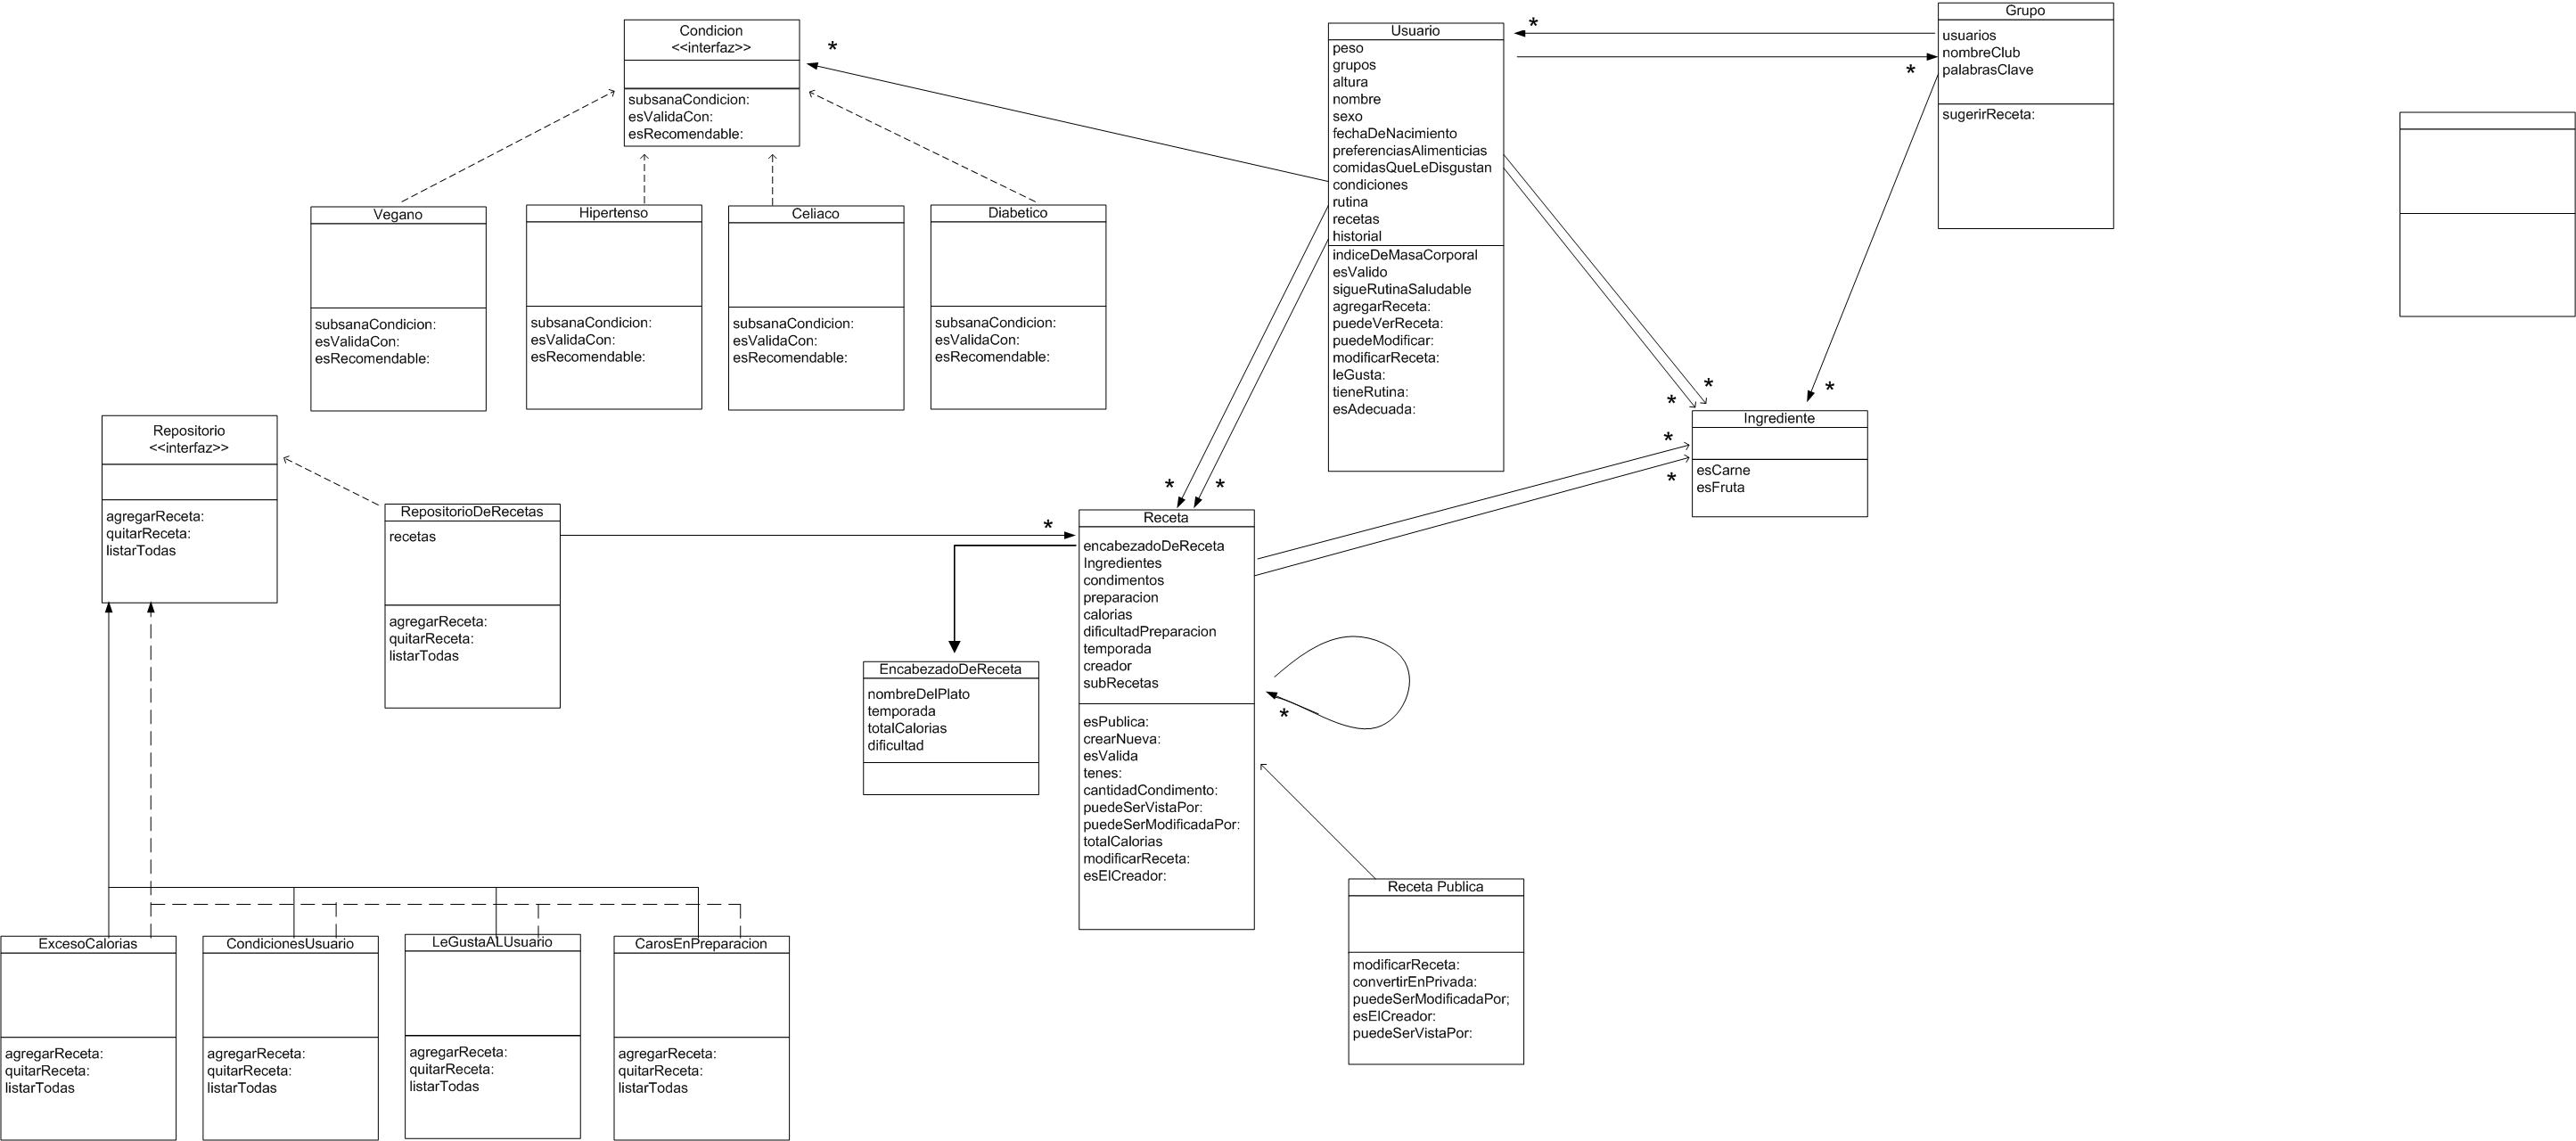 Condicion
<<interfaz>>
subsanaCondicion:
esValidaCon:
esRecomendable:
*
Usuario
peso
grupos
altura
nombre
sexo
fechaDeNacimiento
preferenciasAlimenticias
comidasQueLeDisgustan
condiciones
rutina
recetas
historial
indiceDeMasaCorporal
esValido
sigueRutinaSaludable
agregarReceta:
puedeVerReceta:
puedeModificar:
modificarReceta:
leGusta:
tieneRutina:
esAdecuada:
*
*
Grupo
usuarios
nombreClub
palabrasClave
sugerirReceta:
Vegano
subsanaCondicion:
esValidaCon:
esRecomendable:
Hipertenso
subsanaCondicion:
esValidaCon:
esRecomendable:
Celiaco
subsanaCondicion:
esValidaCon:
esRecomendable:
Diabetico
subsanaCondicion:
esValidaCon:
esRecomendable:
*
*
*
*
*
Ingrediente
esCarne
esFruta
Repositorio
<<interfaz>>
agregarReceta:
quitarReceta:
listarTodas
RepositorioDeRecetas
recetas
agregarReceta:
quitarReceta:
listarTodas
*
*
*
Receta
encabezadoDeReceta
Ingredientes
condimentos
preparacion
calorias
dificultadPreparacion
temporada
creador
subRecetas
esPublica:
crearNueva:
esValida
tenes:
cantidadCondimento:
puedeSerVistaPor:
puedeSerModificadaPor:
totalCalorias
modificarReceta:
esElCreador:
*
EncabezadoDeReceta
nombreDelPlato
temporada
totalCalorias
dificultad
Receta Publica
modificarReceta:
convertirEnPrivada:
puedeSerModificadaPor;
esElCreador:
puedeSerVistaPor:
ExcesoCalorias
agregarReceta:
quitarReceta:
listarTodas
CondicionesUsuario
agregarReceta:
quitarReceta:
listarTodas
LeGustaALUsuario
agregarReceta:
quitarReceta:
listarTodas
CarosEnPreparacion
agregarReceta:
quitarReceta:
listarTodas